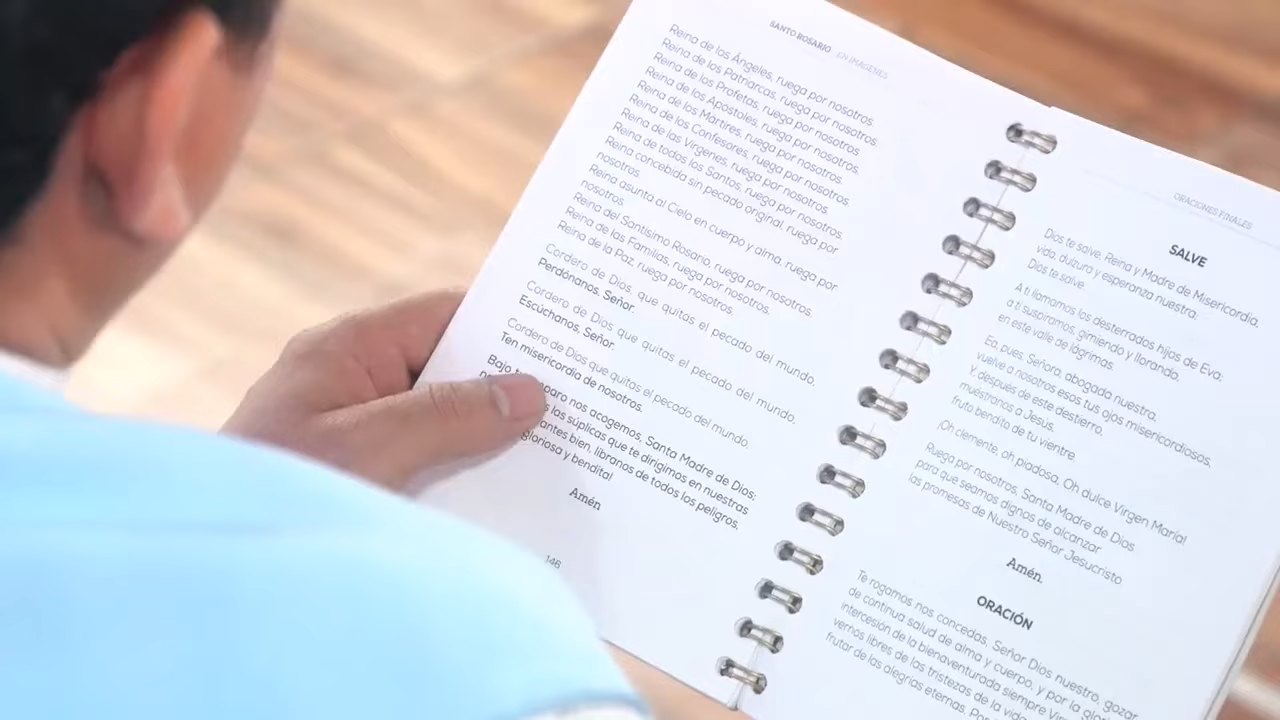 SANTO ROSARIO EN IMÁGENES
Reina de los Ángeles, ruega por nosotros.
Reina de los Patriarcas, ruega por nosotros.
Reina de los Profetas, ruega por nosotros
Reina de los Apóstoles, ruega por nosotros.
Reina de los Mártires, ruega por nosotros.
Reina de los Confesores, ruega por nosotros.
Reina de las Vírgenes, ruega por nosotros.
Reina de todos los Santos, ruega por nosotros.
Reina concebida sin pecado original, ruega por
nosotros.
Reina asunta al Cielo en cuerpo y alma, ruega por
nosotros.
Reina del Santísimo Rosario, ruega por nosotros.
Reina de las Familias, ruega por nosotros.
Reina de la Paz, ruega por nosotros.
Cordero de Dios, que quitas el pecado del mundo,
Perdónanos, Señor.
Cordero de Dios que quitas el pecado del mundo,
Escúchanos, Señor.
Cordero de Dios que quitas el pecado del mundo.
Ten misericordia de nosotros.
Bajo nos acogemos, Santa Madre de Dios;
las súplicas que te dirigimos en nuestras
antes bien, líbranos de todos los peligros,
gloriosa y bendita!
Amén
146
ORACIONES FINALES
SALVE
Dios te salve, Reina y Madre de Misericordia,
vida, dulzura y esperanza nuestra.
Dios te salve.
A ti llamamos los desterrados hijos de Eva;
a ti suspiramos, gimiendo y llorando,
en este valle de lágrimas.
Ea, pues, Señora, abogada nuestra,
vuelve a nosotros esos tus ojos misericordiosos,
y, después de este destierro,
muéstranos a Jesús,
fruto bendito de tu vientre.
¡Oh clemente, oh piadosa, Oh dulce Virgen María!
Ruega por nosotros, Santa Madre de Dios
para que seamos dignos de alcanzar
las promesas de Nuestro Señor Jesucristo.
Amén.
ORACIÓN
Te rogamos nos concedas, Señor Dios nuestro, gozar
de continua salud de alma y cuerpo, y por la
intercesión de la bienaventurada siempre
vernos libres de las tristezas de la vida
frutar de las alegrías eternas. Por